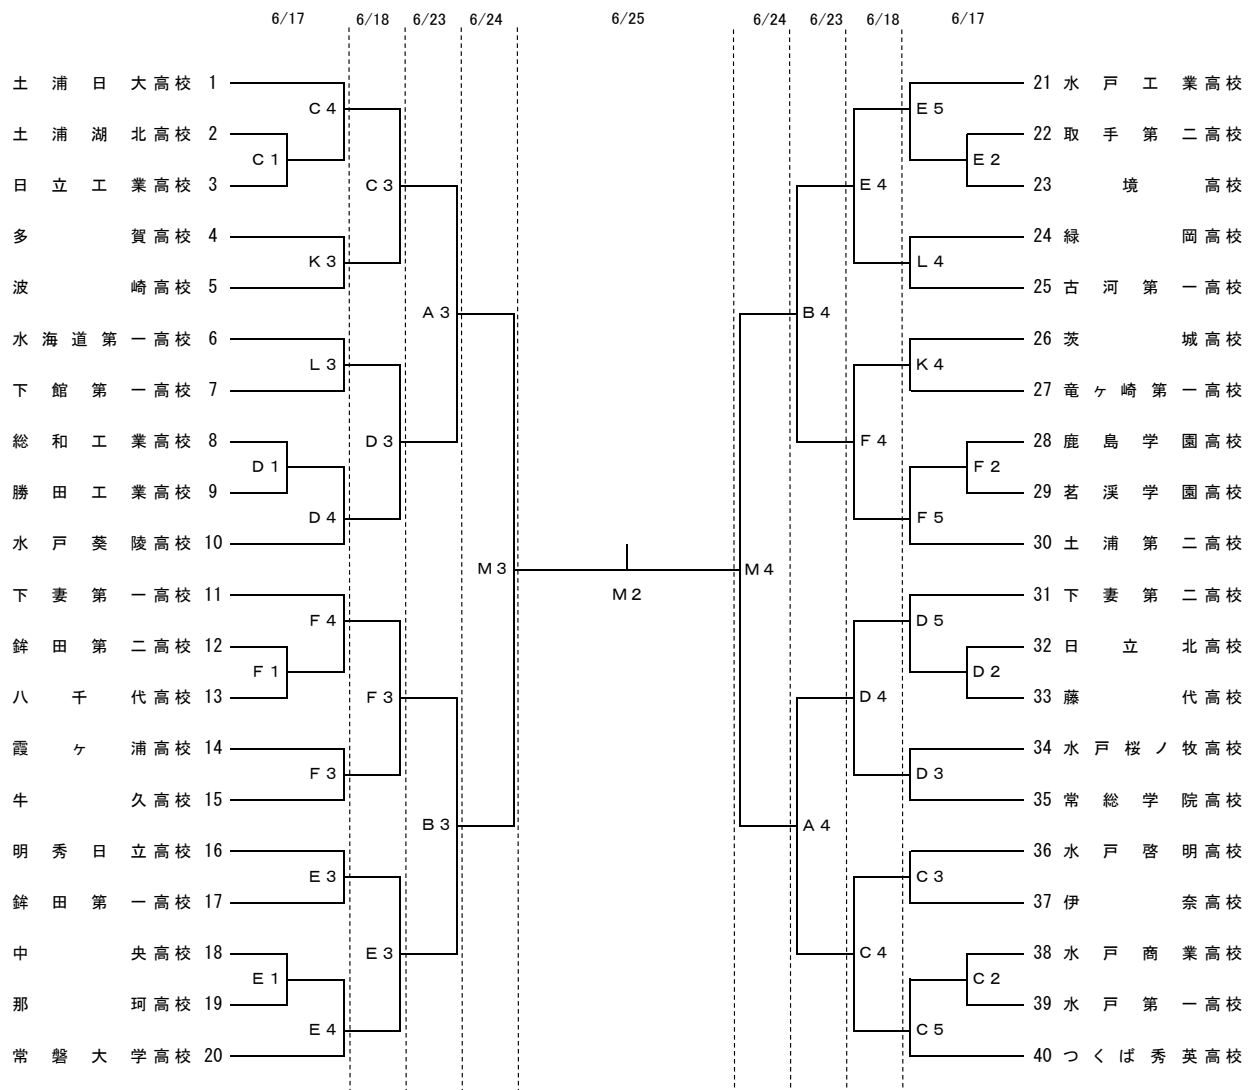 6/17 6/18 6/23 6/24 6/25 6/24 6/23 6/18 6/17
土浦日大高校 1
C4
土浦湖北高校 2
C1
日立工業高校 3
C3
多賀高校 4
K3
波崎高校 5
A3
水海道第一高校 6
L3
下館第一高校 7
D3
総和工業高校 8
D1
勝田工業高校 9
D4
水戸葵陵高校 10
M3
下妻第一高校 11
F4
鉾田第二高校 12
F1
八千代高校 13
F3
霞ヶ浦高校 14
F3
牛久高校 15
B3
明秀日立高校 16
E3
鉾田第一高校 17
E3
中央高校 18
E1
那珂高校 19
E4
常磐大学高校 20
M2
21 水戸工業高校
E5
22 取手第二高校
E2
23 境高校
E4
24 緑岡高校
L4
25 古河第一高校
B4
26 茨城高校
K4
27 竜ヶ崎第一高校
F4
28 鹿島学園高校
F2
29 茗渓学園高校
F5
30 土浦第二高校
M4
31 下妻第二高校
D5
32 日立北高校
D2
33 藤代高校
D4
34 水戸桜ノ牧高校
D3
35 常総学院高校
A4
36 水戸啓明高校
C3
37 伊奈高校
C4
38 水戸商業高校
C2
39 水戸第一高校
C5
40 つくば秀英高校